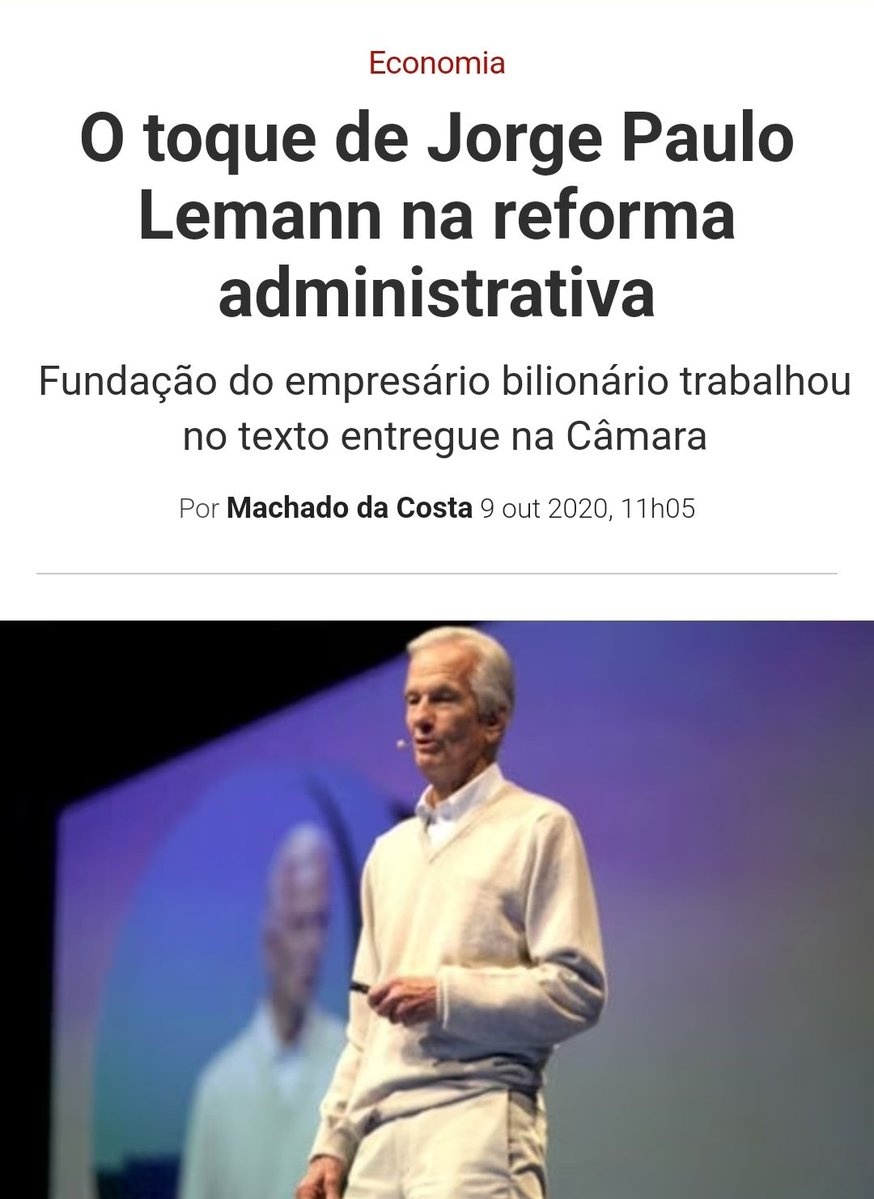 Economia
O toque de Jorge Paulo
Lemann na reforma
administrativa
Fundação do empresário bilionário trabalhou
no texto entregue na Câmara
Por Machado da Costa 9 out 2020, 11h05